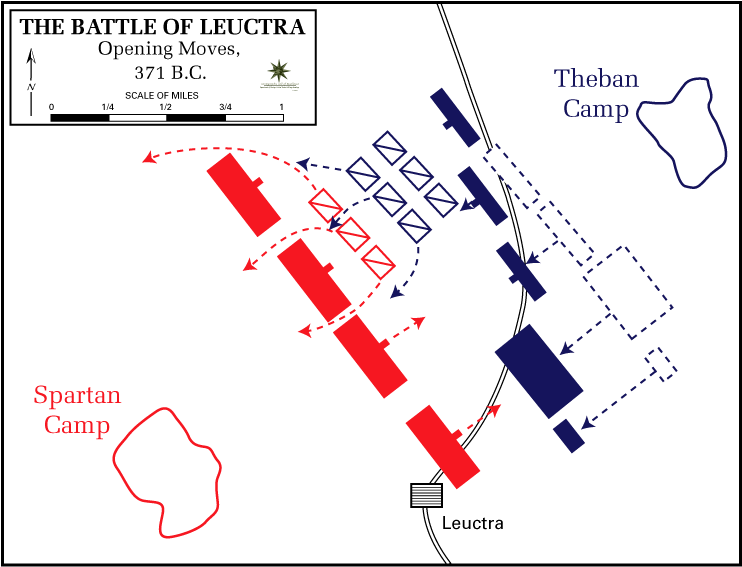 THE BATTLE OF LEUCTRA
Opening Moves,
371 B.C.
N
SCALE OF MILES
0 1/4 1/2 3/4 1
Theban
Camp
Spartan
Camp
Leuctra